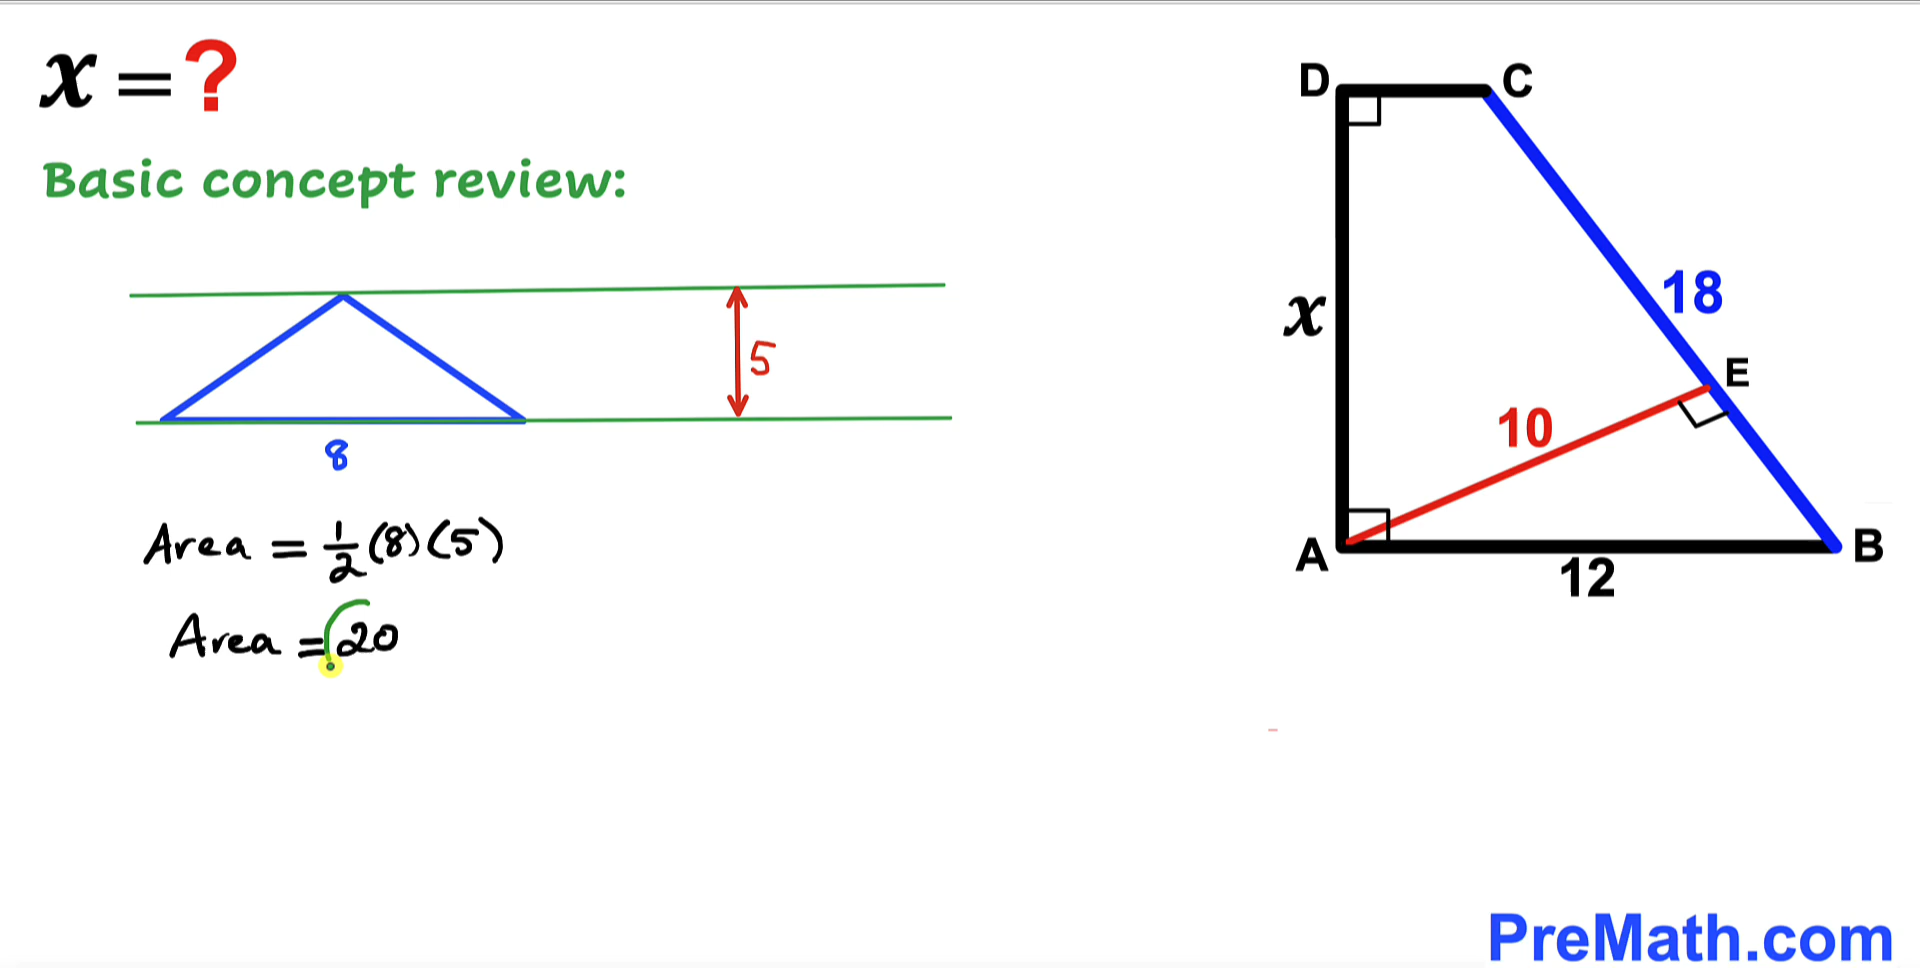 x = ?
Basic concept review:
5
8
Area = 1/2 (8)(5)
Area = 20
D C
x
18
E
10
A B
12
PreMath.com